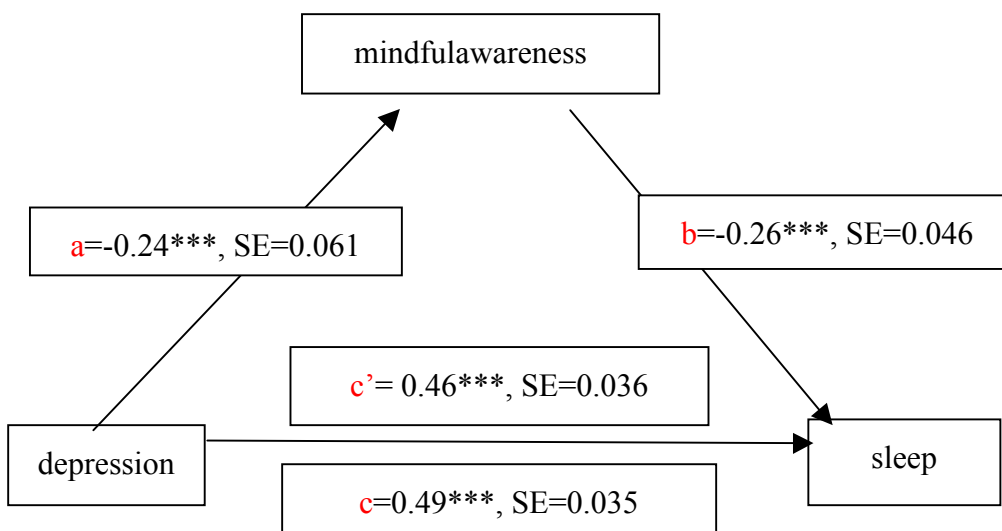 mindfulawareness
a=-0.24***, SE=0.061
b=-0.26***, SE=0.046
c’= 0.46***, SE=0.036
depression
sleep
c=0.49***, SE=0.035